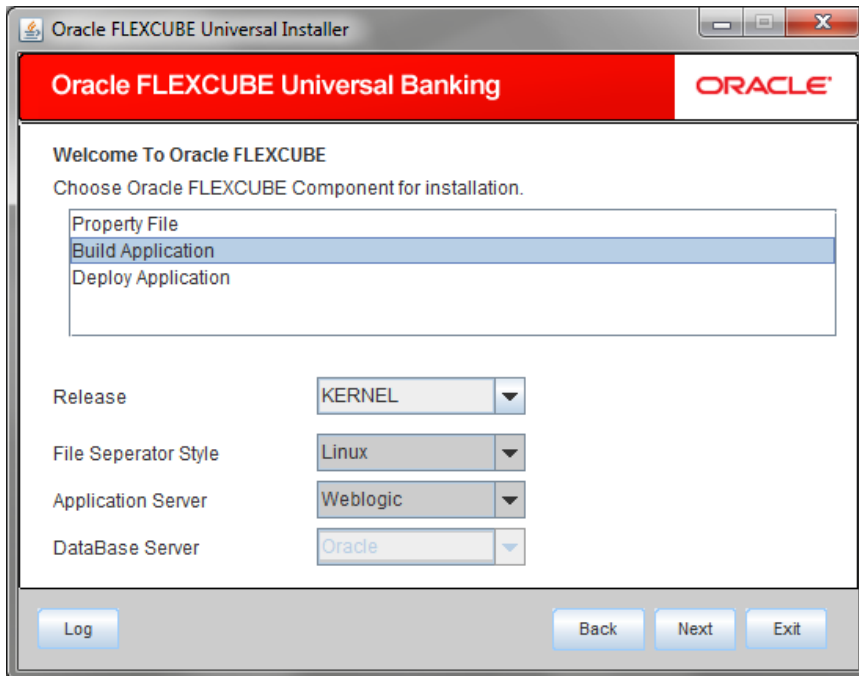 Oracle FLEXCUBE Universal Installer
Oracle FLEXCUBE Universal Banking
ORACLE'
Welcome To Oracle FLEXCUBE
Choose Oracle FLEXCUBE Component for installation.
Property File
Build Application
Deploy Application
Release KERNEL
File Seperator Style Linux
Application Server Weblogic
DataBase Server Oracle
Log Back Next Exit